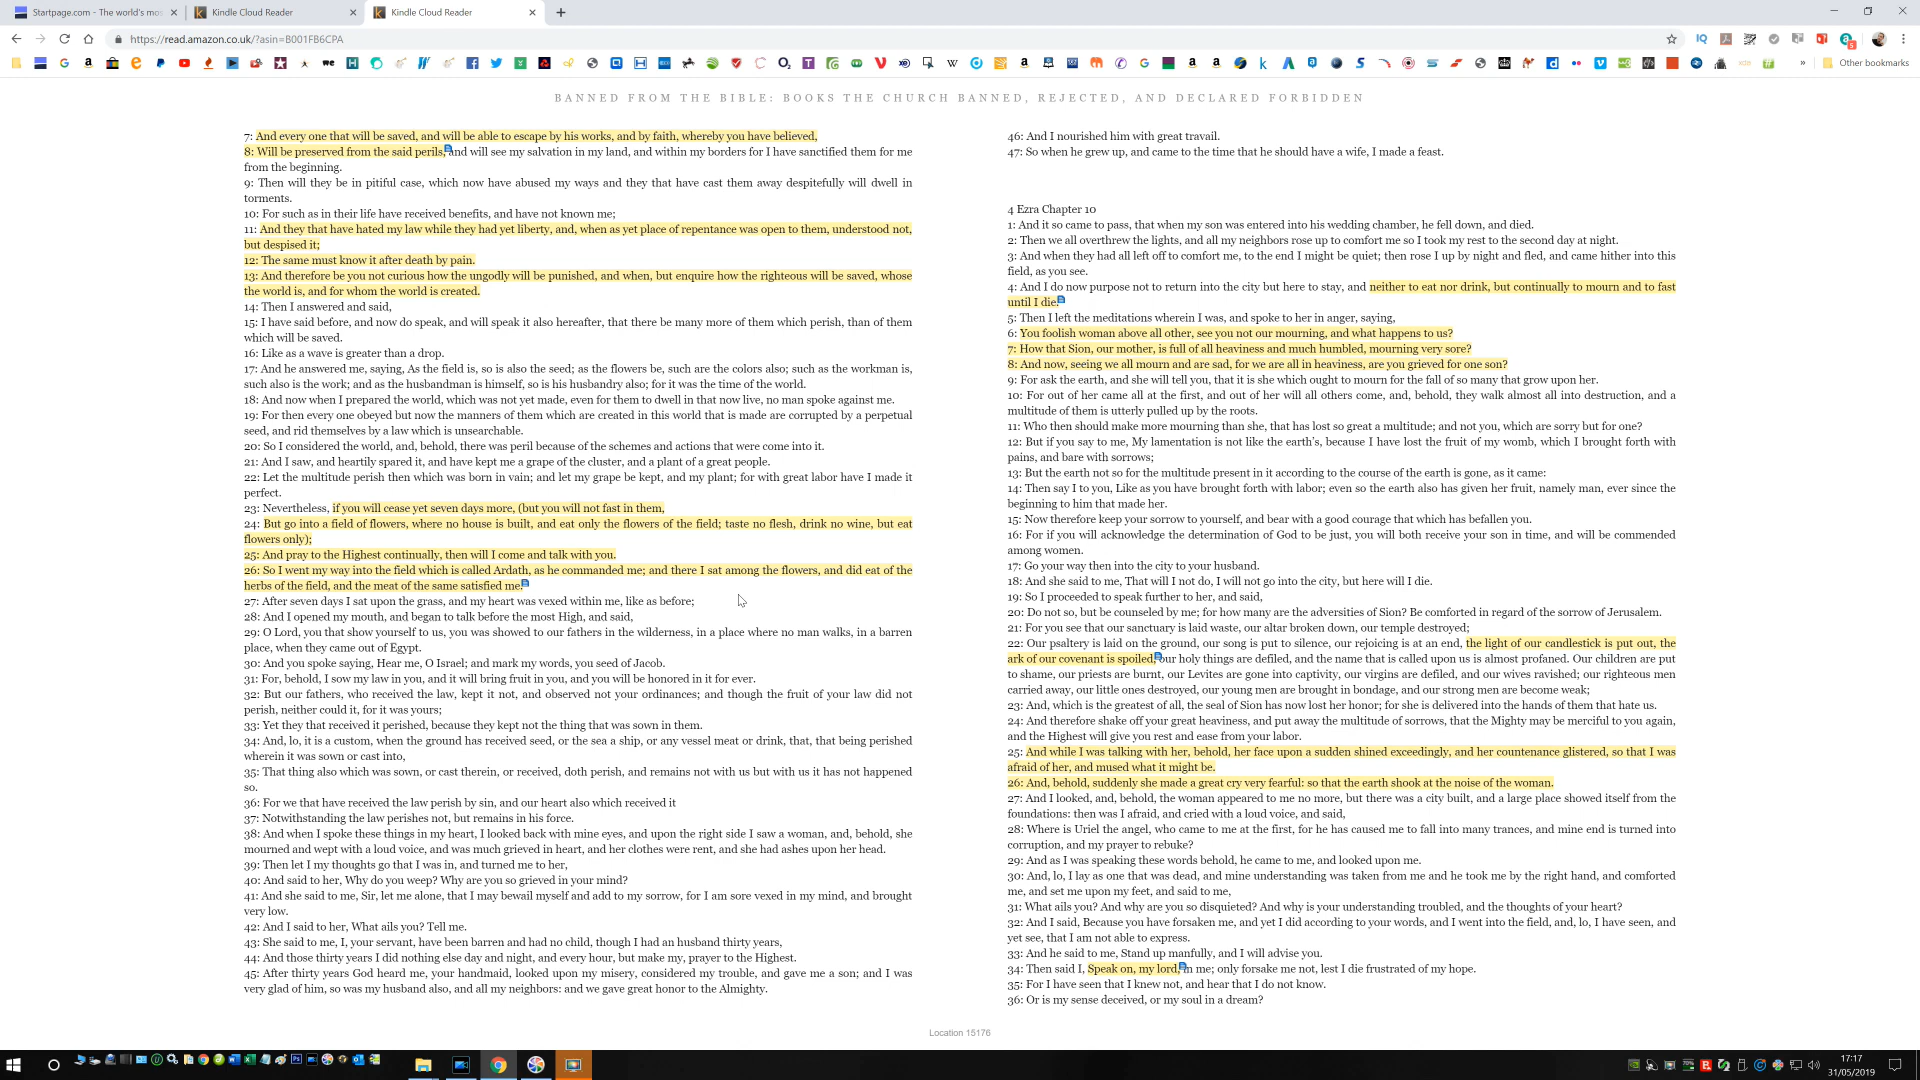 Startpage.com - The world's mos
Kindle Cloud Reader
Kindle Cloud Reader
https://read.amazon.co.uk/?asin=B001FB6CPA
Other bookmarks
BANNED FROM THE BIBLE: BOOKS THE CHURCH BANNED, REJECTED, AND DECLARED FORBIDDEN
7: And every one that will be saved, and will be able to escape by his works, and by faith, whereby you have believed,
8: Will be preserved from the said perils, and will see my salvation in my land, and within my borders for I have sanctified them for me
from the beginning.
9: Then will they be in pitiful case, which now have abused my ways and they that have cast them away despitefully will dwell in
torments.
10: For such as in their life have received benefits, and have not known me;
11: And they that have hated my law while they had yet liberty, and, when as yet place of repentance was open to them, understood not,
but despised it;
12: The same must know it after death by pain.
13: And therefore be you not curious how the ungodly will be punished, and when, but enquire how the righteous will be saved, whose
the world is, and for whom the world is created.
14: Then I answered and said,
15: I have said before, and now do speak, and will speak it also hereafter, that there be many more of them which perish, than of them
which will be saved.
16: Like as a wave is greater than a drop.
17: And he answered me, saying, As the field is, so is also the seed; as the flowers be, such are the colors also; such as the workman is,
such also is the work; and as the husbandman is himself, so is his husbandry also; for it was the time of the world.
18: And now when I prepared the world, which was not yet made, even for them to dwell in that now live, no man spoke against me.
19: For then every one obeyed but now the manners of them which are created in this world that is made are corrupted by a perpetual
seed, and rid themselves by a law which is unsearchable.
20: So I considered the world, and, behold, there was peril because of the schemes and actions that were come into it.
21: And I saw, and heartily spared it, and have kept me a grape of the cluster, and a plant of a great people.
22: Let the multitude perish then which was born in vain; and let my grape be kept, and my plant; for with great labor have I made it
perfect.
23: Nevertheless, if you will cease yet seven days more, (but you will not fast in them,
24: But go into a field of flowers, where no house is built, and eat only the flowers of the field; taste no flesh, drink no wine, but eat
flowers only);
25: And pray to the Highest continually, then will I come and talk with you.
26: So I went my way into the field which is called Ardath, as he commanded me; and there I sat among the flowers, and did eat of the
herbs of the field, and the meat of the same satisfied me.
27: After seven days I sat upon the grass, and my heart was vexed within me, like as before;
28: And I opened my mouth, and began to talk before the most High, and said,
29: O Lord, you that show yourself to us, you was showed to our fathers in the wilderness, in a place where no man walks, in a barren
place, when they came out of Egypt.
30: And you spoke saying, Hear me, O Israel; and mark my words, you seed of Jacob.
31: For, behold, I sow my law in you, and it will bring fruit in you, and you will be honored in it for ever.
32: But our fathers, who received the law, kept it not, and observed not your ordinances; and though the fruit of your law did not
perish, neither could it, for it was yours;
33: Yet they that received it perished, because they kept not the thing that was sown in them.
34: And, lo, it is a custom, when the ground has received seed, or the sea a ship, or any vessel meat or drink, that, that being perished
wherein it was sown or cast into,
35: That thing also which was sown, or cast therein, or received, doth perish, and remains not with us but with us it has not happened
so.
36: For we that have received the law perish by sin, and our heart also which received it
37: Notwithstanding the law perishes not, but remains in his force.
38: And when I spoke these things in my heart, I looked back with mine eyes, and upon the right side I saw a woman, and, behold, she
mourned and wept with a loud voice, and was much grieved in heart, and her clothes were rent, and she had ashes upon her head.
39: Then let I my thoughts go that I was in, and turned me to her,
40: And said to her, Why do you weep? Why are you so grieved in your mind?
41: And she said to me, Sir, let me alone, that I may bewail myself and add to my sorrow, for I am sore vexed in my mind, and brought
very low.
42: And I said to her, What ails you? Tell me.
43: She said to me, I, your servant, have been barren and had no child, though I had an husband thirty years,
44: And those thirty years I did nothing else day and night, and every hour, but make my, prayer to the Highest.
45: After thirty years God heard me, your handmaid, looked upon my misery, considered my trouble, and gave me a son; and I was
very glad of him, so was my husband also, and all my neighbors: and we gave great honor to the Almighty.
46: And I nourished him with great travail.
47: So when he grew up, and came to the time that he should have a wife, I made a feast.
4 Ezra Chapter 10
1: And it so came to pass, that when my son was entered into his wedding chamber, he fell down, and died.
2: Then we all overthrew the lights, and all my neighbors rose up to comfort me so I took my rest to the second day at night.
3: And when they had all left off to comfort me, to the end I might be quiet; then rose I up by night and fled, and came hither into this
field, as you see.
4: And I do now purpose not to return into the city but here to stay, and neither to eat nor drink, but continually to mourn and to fast
until I die.
5: Then I left the meditations wherein I was, and spoke to her in anger, saying,
6: You foolish woman above all other, see you not our mourning, and what happens to us?
7: How that Sion, our mother, is full of all heaviness and much humbled, mourning very sore?
8: And now, seeing we all mourn and are sad, for we are all in heaviness, are you grieved for one son?
9: For ask the earth, and she will tell you, that it is she which ought to mourn for the fall of so many that grow upon her.
10: For out of her came all at the first, and out of her will all others come, and, behold, they walk almost all into destruction, and a
multitude of them is utterly pulled up by the roots.
11: Who then should make more mourning than she, that has lost so great a multitude; and not you, which are sorry but for one?
12: But if you say to me, My lamentation is not like the earth's, because I have lost the fruit of my womb, which I brought forth with
pains, and bare with sorrows;
13: But the earth not so for the multitude present in it according to the course of the earth is gone, as it came:
14: Then say I to you, Like as you have brought forth with labor; even so the earth also has given her fruit, namely man, ever since the
beginning to him that made her.
15: Now therefore keep your sorrow to yourself, and bear with a good courage that which has befallen you.
16: For if you will acknowledge the determination of God to be just, you will both receive your son in time, and will be commended
among women.
17: Go your way then into the city to your husband.
18: And she said to me, That will I not do, I will not go into the city, but here will I die.
19: So I proceeded to speak further to her, and said,
20: Do not so, but be counseled by me; for how many are the adversities of Sion? Be comforted in regard of the sorrow of Jerusalem.
21: For you see that our sanctuary is laid waste, our altar broken down, our temple destroyed;
22: Our psaltery is laid on the ground, our song is put to silence, our rejoicing is at an end, the light of our candlestick is put out, the
ark of our covenant is spoiled, our holy things are defiled, and the name that is called upon us is almost profaned. Our children are put
to shame, our priests are burnt, our Levites are gone into captivity, our virgins are defiled, and our wives ravished; our righteous men
carried away, our little ones destroyed, our young men are brought in bondage, and our strong men are become weak;
23: And, which is the greatest of all, the seal of Sion has now lost her honor; for she is delivered into the hands of them that hate us.
24: And therefore shake off your great heaviness, and put away the multitude of sorrows, that the Mighty may be merciful to you again,
and the Highest will give you rest and ease from your labor.
25: And while I was talking with her, behold, her face upon a sudden shined exceedingly, and her countenance glistered, so that I was
afraid of her, and mused what it might be.
26: And, behold, suddenly she made a great cry very fearful: so that the earth shook at the noise of the woman.
27: And I looked, and, behold, the woman appeared to me no more, but there was a city built, and a large place showed itself from the
foundations: then was I afraid, and cried with a loud voice, and said,
28: Where is Uriel the angel, who came to me at the first, for he has caused me to fall into many trances, and mine end is turned into
corruption, and my prayer to rebuke?
29: And as I was speaking these words behold, he came to me, and looked upon me.
30: And, lo, I lay as one that was dead, and mine understanding was taken from me and he took me by the right hand, and comforted
me, and set me upon my feet, and said to me,
31: What ails you? And why are you so disquieted? And why is your understanding troubled, and the thoughts of your heart?
32: And I said, Because you have forsaken me, and yet I did according to your words, and I went into the field, and, lo, I have seen, and
yet see, that I am not able to express.
33: And he said to me, Stand up manfully, and I will advise you.
34: Then said I, Speak on, my lord, in me; only forsake me not, lest I die frustrated of my hope.
35: For I have seen that I knew not, and hear that I do not know.
36: Or is my sense deceived, or my soul in a dream?
Location 15176
17:17
31/05/2019